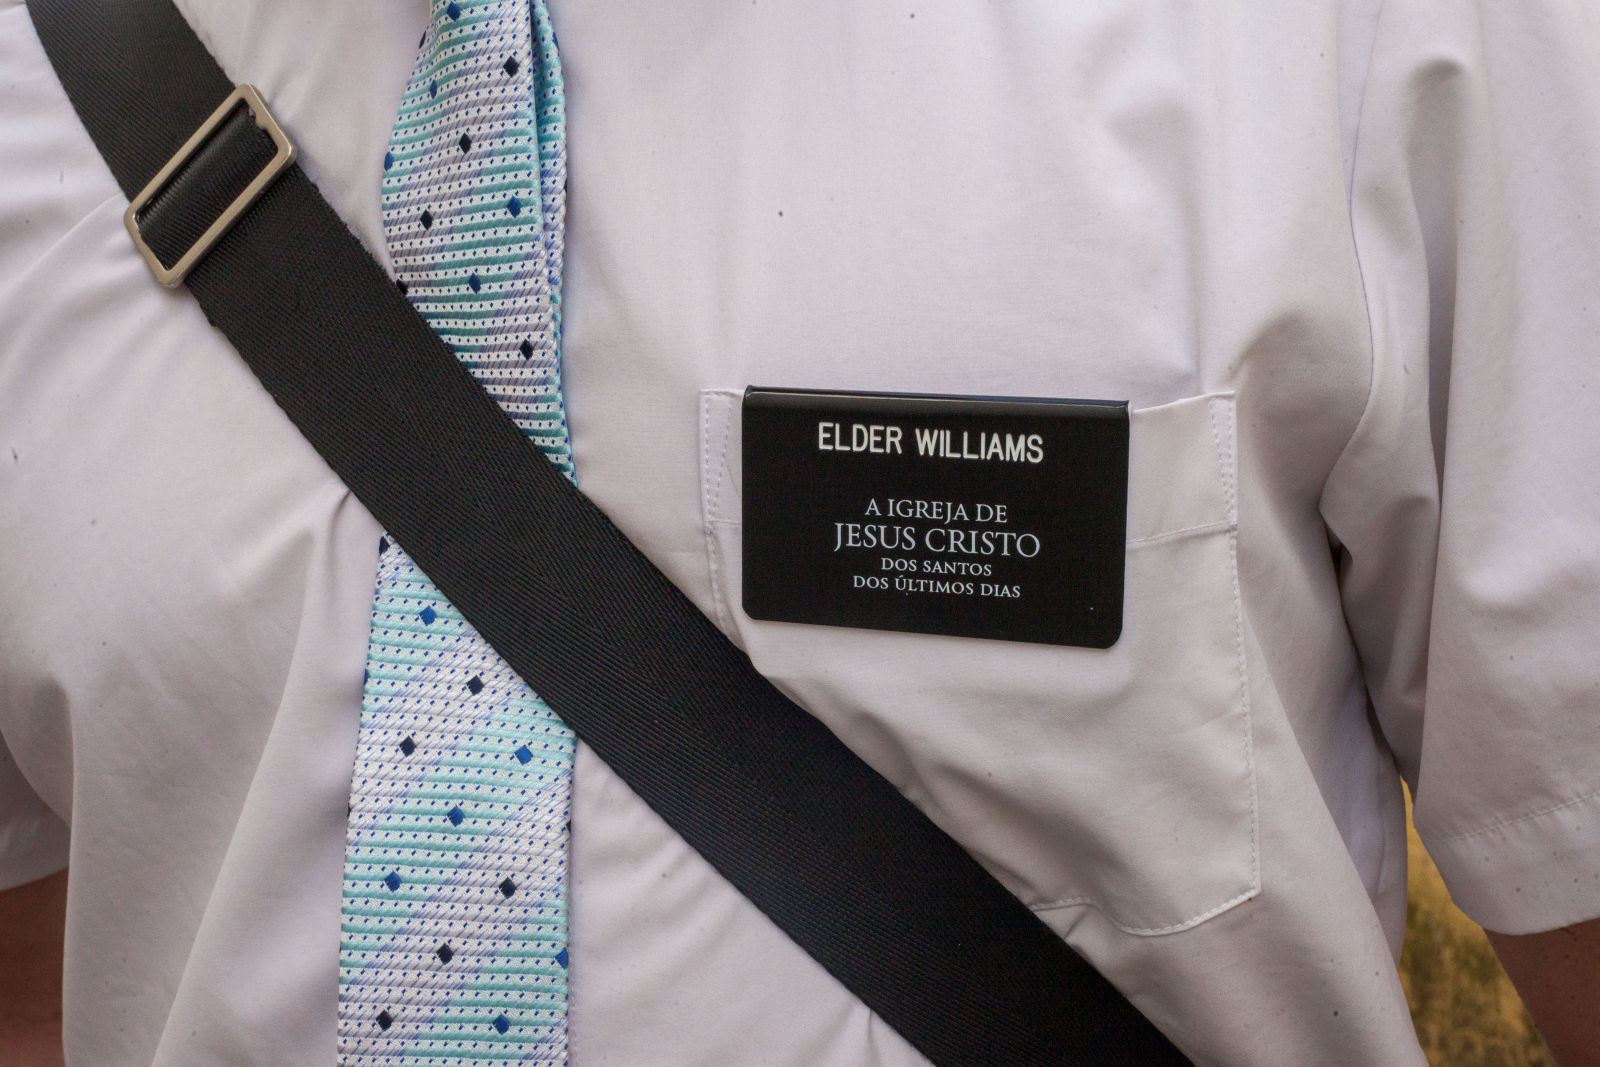 ELDER WILLIAMS
A IGREJA DE
JESUS CRISTO
DOS SANTOS
DOS ÚLTIMOS DIAS